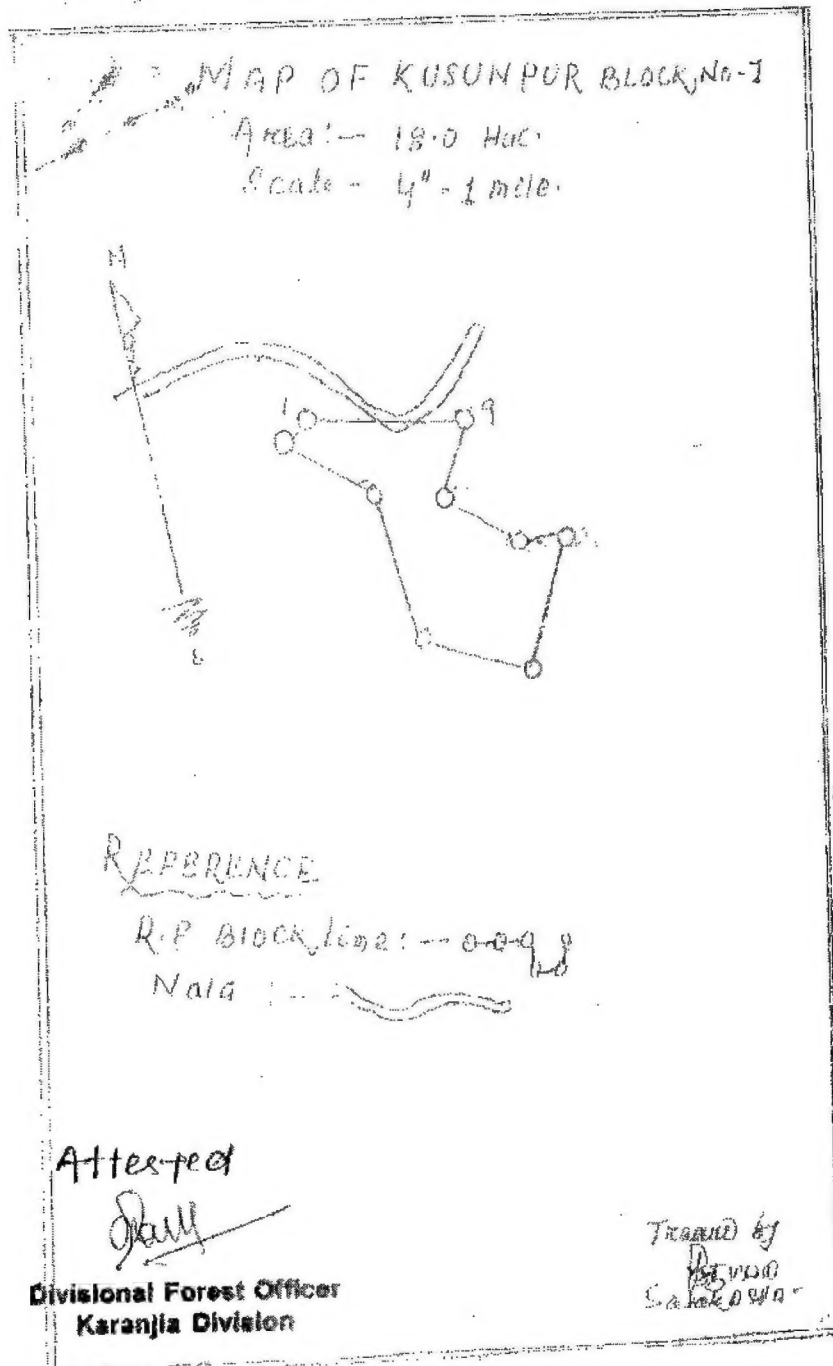 MAP OF KUSUNPUR BLOCK, No-I
Area:- 18.0 Hac.
Scale - 4" - 1 mile.
N
1
9
REFERENCE
R.P BLOCK, line: -
Nala : -
Attested
Divisional Forest Officer
Karanjia Division
Traced by